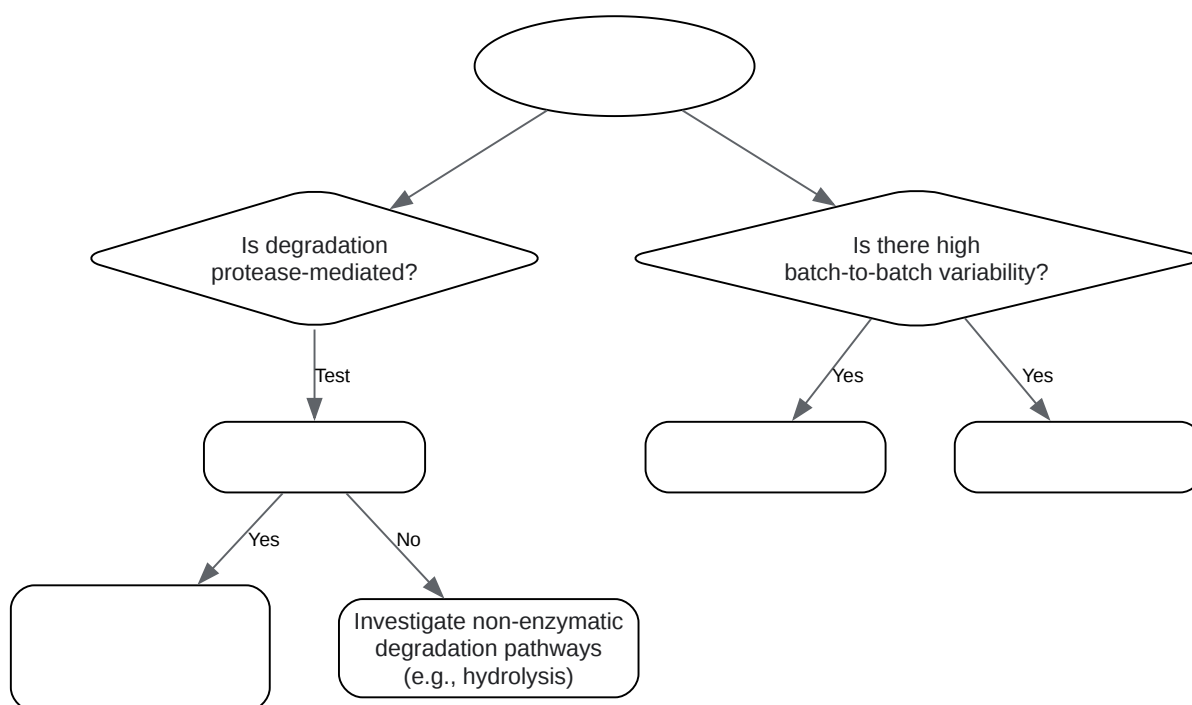 Is degradation
protease-mediated?
Is there high
batch-to-batch variability?
Test
Yes
Yes
Yes
No
Investigate non-enzymatic
degradation pathways
(e.g., hydrolysis)